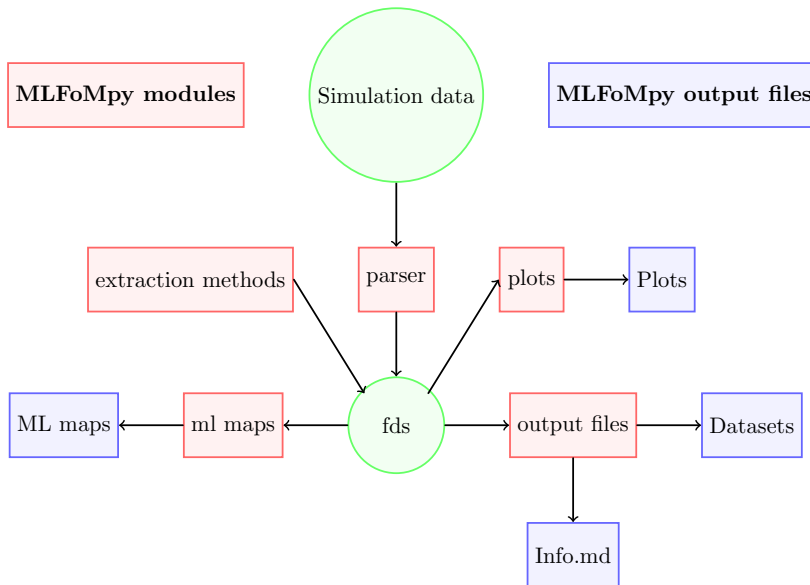 MLFoMpy modules
Simulation data
MLFoMpy output files
extraction methods
parser
plots
Plots
ML maps
ml maps
fds
output files
Datasets
Info.md